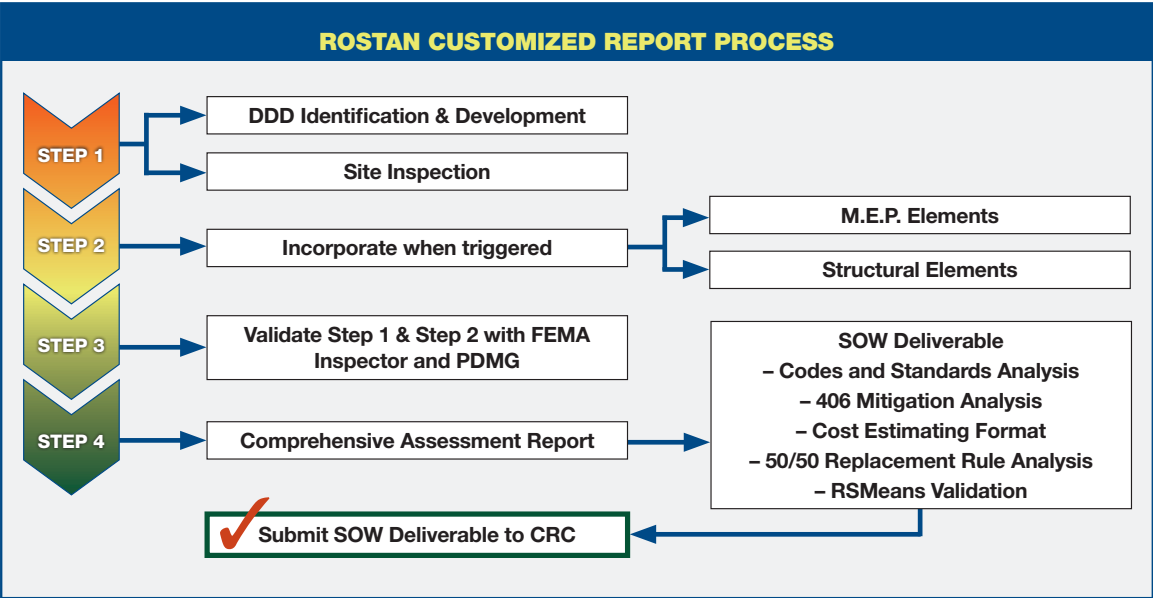 ROSTAN CUSTOMIZED REPORT PROCESS
STEP 1
DDD Identification & Development
Site Inspection
STEP 2
Incorporate when triggered
M.E.P. Elements
Structural Elements
STEP 3
Validate Step 1 & Step 2 with FEMA
Inspector and PDMG
STEP 4
Comprehensive Assessment Report
SOW Deliverable
– Codes and Standards Analysis
– 406 Mitigation Analysis
– Cost Estimating Format
– 50/50 Replacement Rule Analysis
– RSMeans Validation
Submit SOW Deliverable to CRC